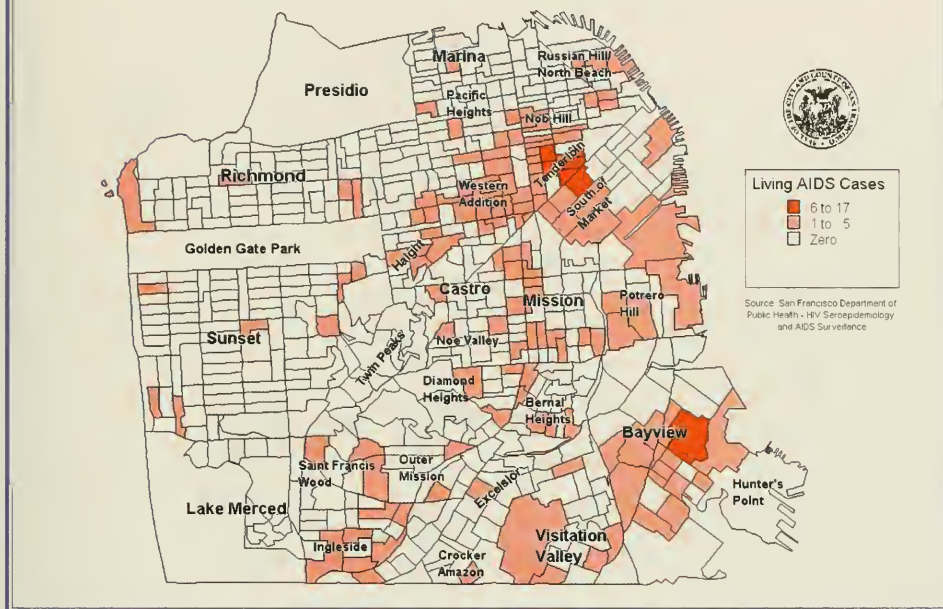 Marina
Russian Hill/
North Beach
Presidio
Pacific
Heights
Nob Hill
Tenderloin
Richmond
Western
Addition
South of
Market
Golden Gate Park
Haight
Castro
Mission
Potrero
Hill
Sunset
Noe Valley
Twin Peaks
Diamond
Heights
Bernal
Heights
Bayview
Saint Francis
Wood
Outer
Mission
Excelsior
Hunter's
Point
Lake Merced
Visitation
Valley
Ingleside
Crocker
Amazon
Living AIDS Cases
6 to 17
1 to 5
Zero
Source: San Francisco Department of
Public Health - HIV Seroepidemiology
and AIDS Surveillance